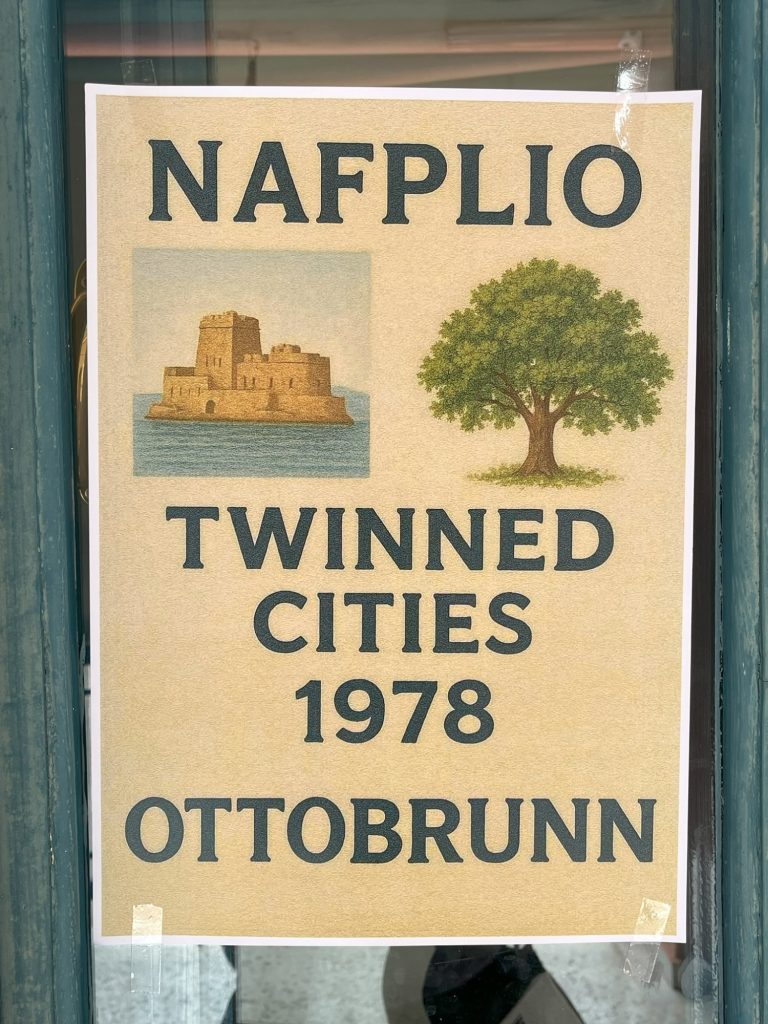 NAFPLIO
TWINNED
CITIES
1978
OTTOBRUNN